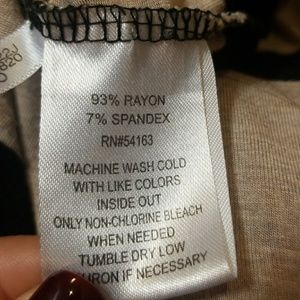 93% RAYON
7% SPANDEX
RN#54163
MACHINE WASH COLD
WITH LIKE COLORS
INSIDE OUT
ONLY NON-CHLORINE BLEACH
WHEN NEEDED
TUMBLE DRY LOW
IRON IF NECESSARY